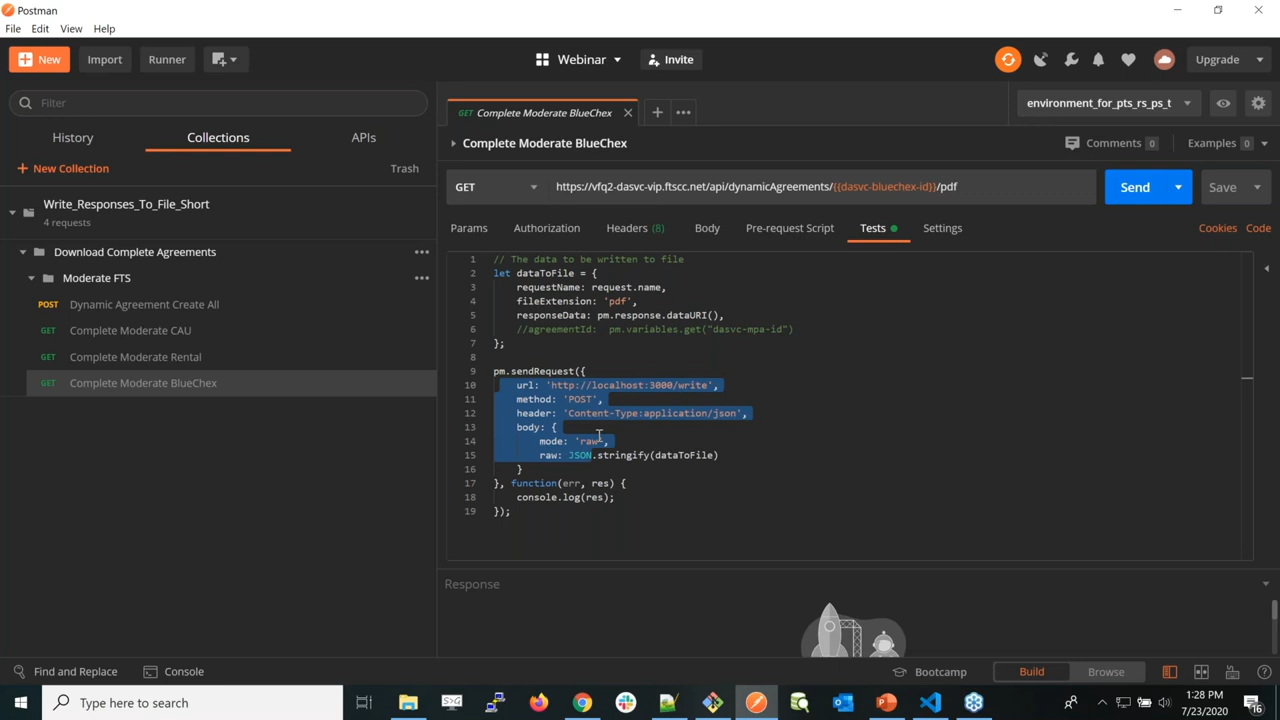 Postman
File Edit View Help
New Import Runner Webinar Invite Upgrade
Filter
environment_for_pts_rs_ps_t
GET Complete Moderate BlueChex
History Collections APIs
Complete Moderate BlueChex Comments 0 Examples 0
New Collection Trash
GET https://vfq2-dasvc-vip.ftscc.net/api/dynamicAgreements/{{dasvc-bluechex-id}}/pdf Send Save
Write_Responses_To_File_Short
4 requests
Params Authorization Headers (8) Body Pre-request Script Tests Settings Cookies Code
Download Complete Agreements
Moderate FTS
POST Dynamic Agreement Create All
GET Complete Moderate CAU
GET Complete Moderate Rental
GET Complete Moderate BlueChex
1 // The data to be written to file
2 let dataToFile = {
3 requestName: request.name,
4 fileExtension: 'pdf',
5 responseData: pm.response.dataURI(),
6 //agreementId: pm.variables.get("dasvc-mpa-id")
7 };
8
9 pm.sendRequest({
10 url: 'http://localhost:3000/write',
11 method: 'POST',
12 header: 'Content-Type:application/json',
13 body: {
14 mode: 'raw',
15 raw: JSON.stringify(dataToFile)
16 }
17 }, function(err, res) {
18 console.log(res);
19 });
Response
Find and Replace Console Bootcamp Build Browse
Type here to search
1:28 PM
7/23/2020
16